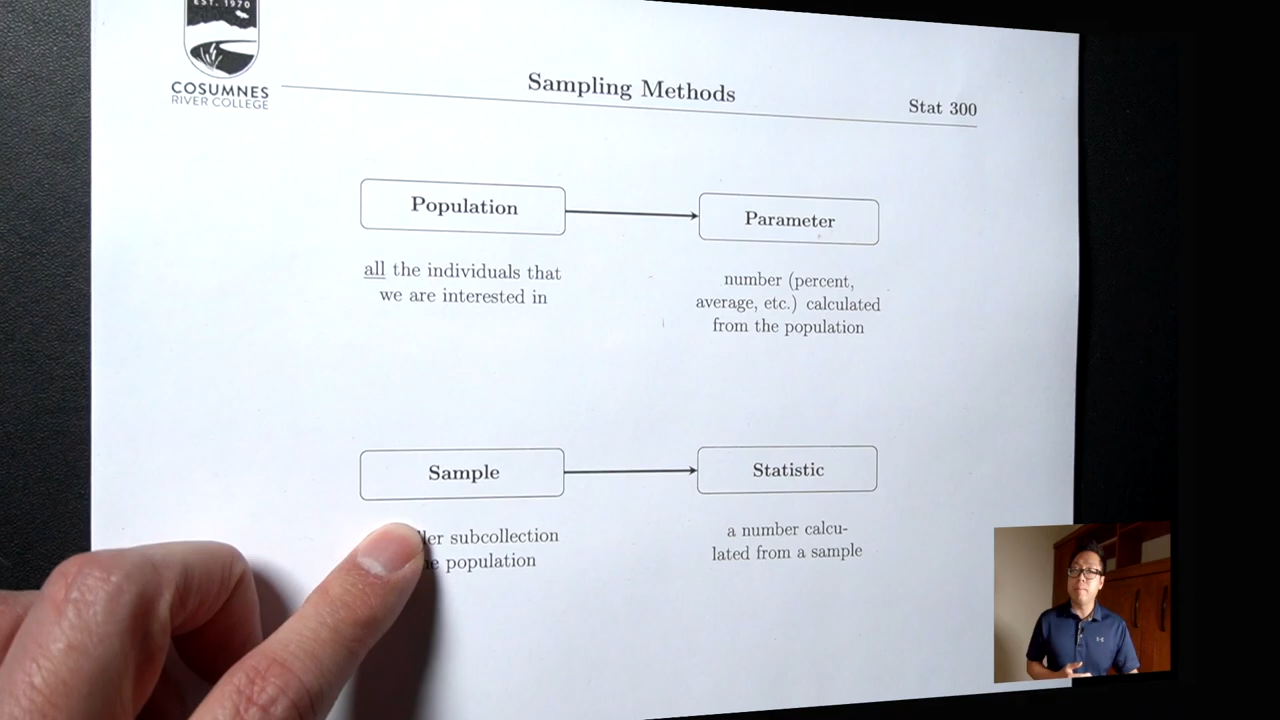 EST. 1970
COSUMNES
RIVER COLLEGE
Sampling Methods
Stat 300
Population
Parameter
all the individuals that
we are interested in
number (percent,
average, etc.) calculated
from the population
Sample
Statistic
subcollection
population
a number calcu-
lated from a sample